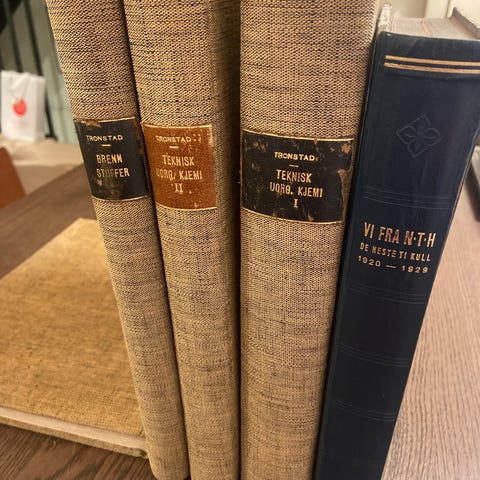 TRONSTAD
BRENN
STOFFER
TRONSTAD
TEKNISK
UORG. KJEMI
II
TRONSTAD
TEKNISK
UORG. KJEMI
I
VI FRA N·T·H
DE NESTE TI KULL
1920 — 1929